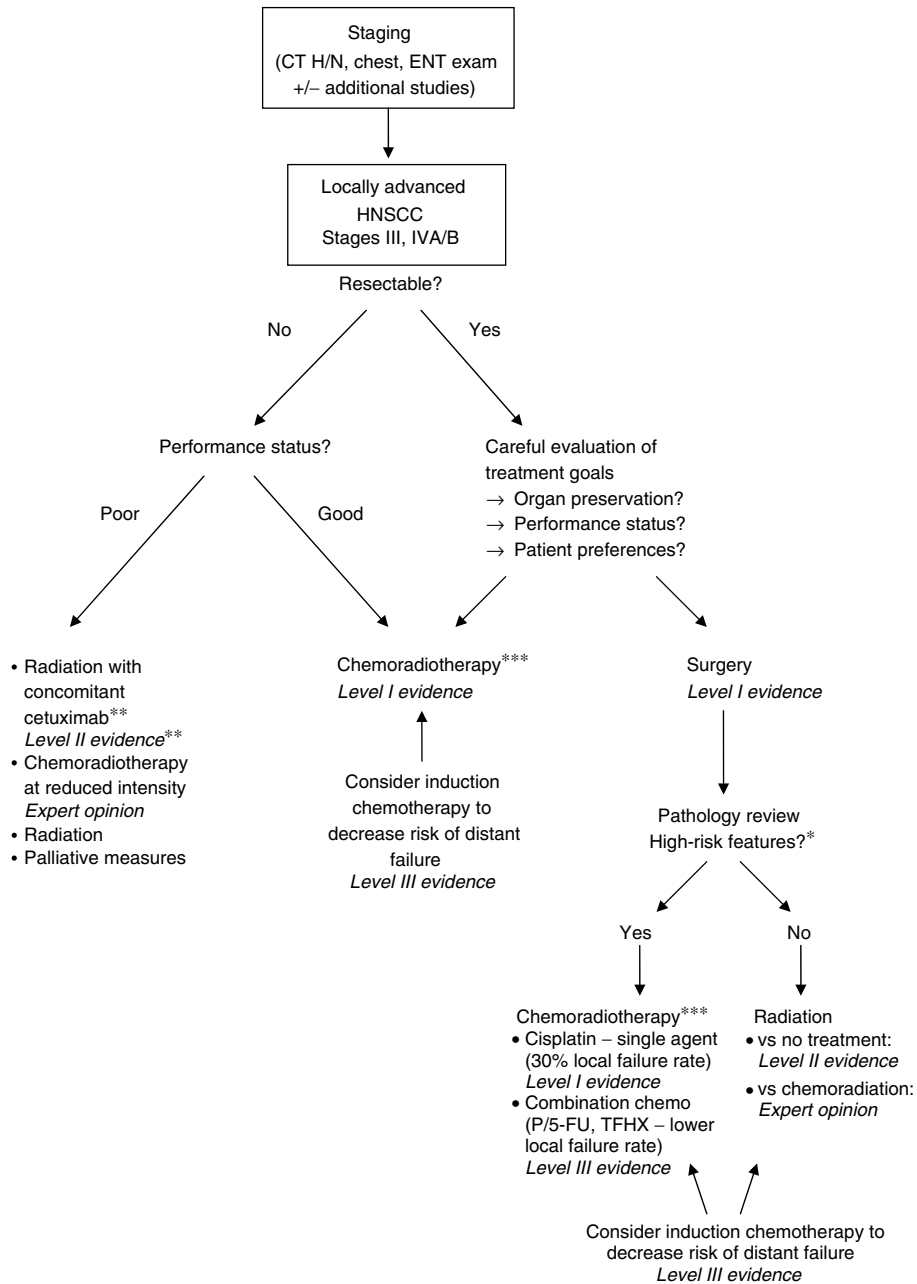 Staging
(CT H/N, chest, ENT exam
+/− additional studies)
Locally advanced
HNSCC
Stages III, IVA/B
Resectable?
No
Yes
Performance status?
Poor
Good
Careful evaluation of
treatment goals
→ Organ preservation?
→ Performance status?
→ Patient preferences?
• Radiation with
concomitant
cetuximab**
Level II evidence**
• Chemoradiotherapy
at reduced intensity
Expert opinion
• Radiation
• Palliative measures
Chemoradiotherapy***
Level I evidence
Consider induction
chemotherapy to
decrease risk of distant
failure
Level III evidence
Surgery
Level I evidence
Pathology review
High-risk features?*
Yes
No
Chemoradiotherapy***
• Cisplatin – single agent
(30% local failure rate)
Level I evidence
• Combination chemo
(P/5-FU, TFHX – lower
local failure rate)
Level III evidence
Radiation
• vs no treatment:
Level II evidence
• vs chemoradiation:
Expert opinion
Consider induction chemotherapy to
decrease risk of distant failure
Level III evidence